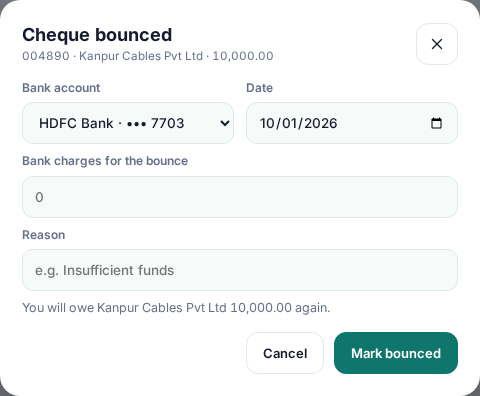 Cheque bounced
004890 · Kanpur Cables Pvt Ltd · 10,000.00
Bank account
Date
HDFC Bank · ••• 7703
10/01/2026
Bank charges for the bounce
0
Reason
e.g. Insufficient funds
You will owe Kanpur Cables Pvt Ltd 10,000.00 again.
Cancel
Mark bounced